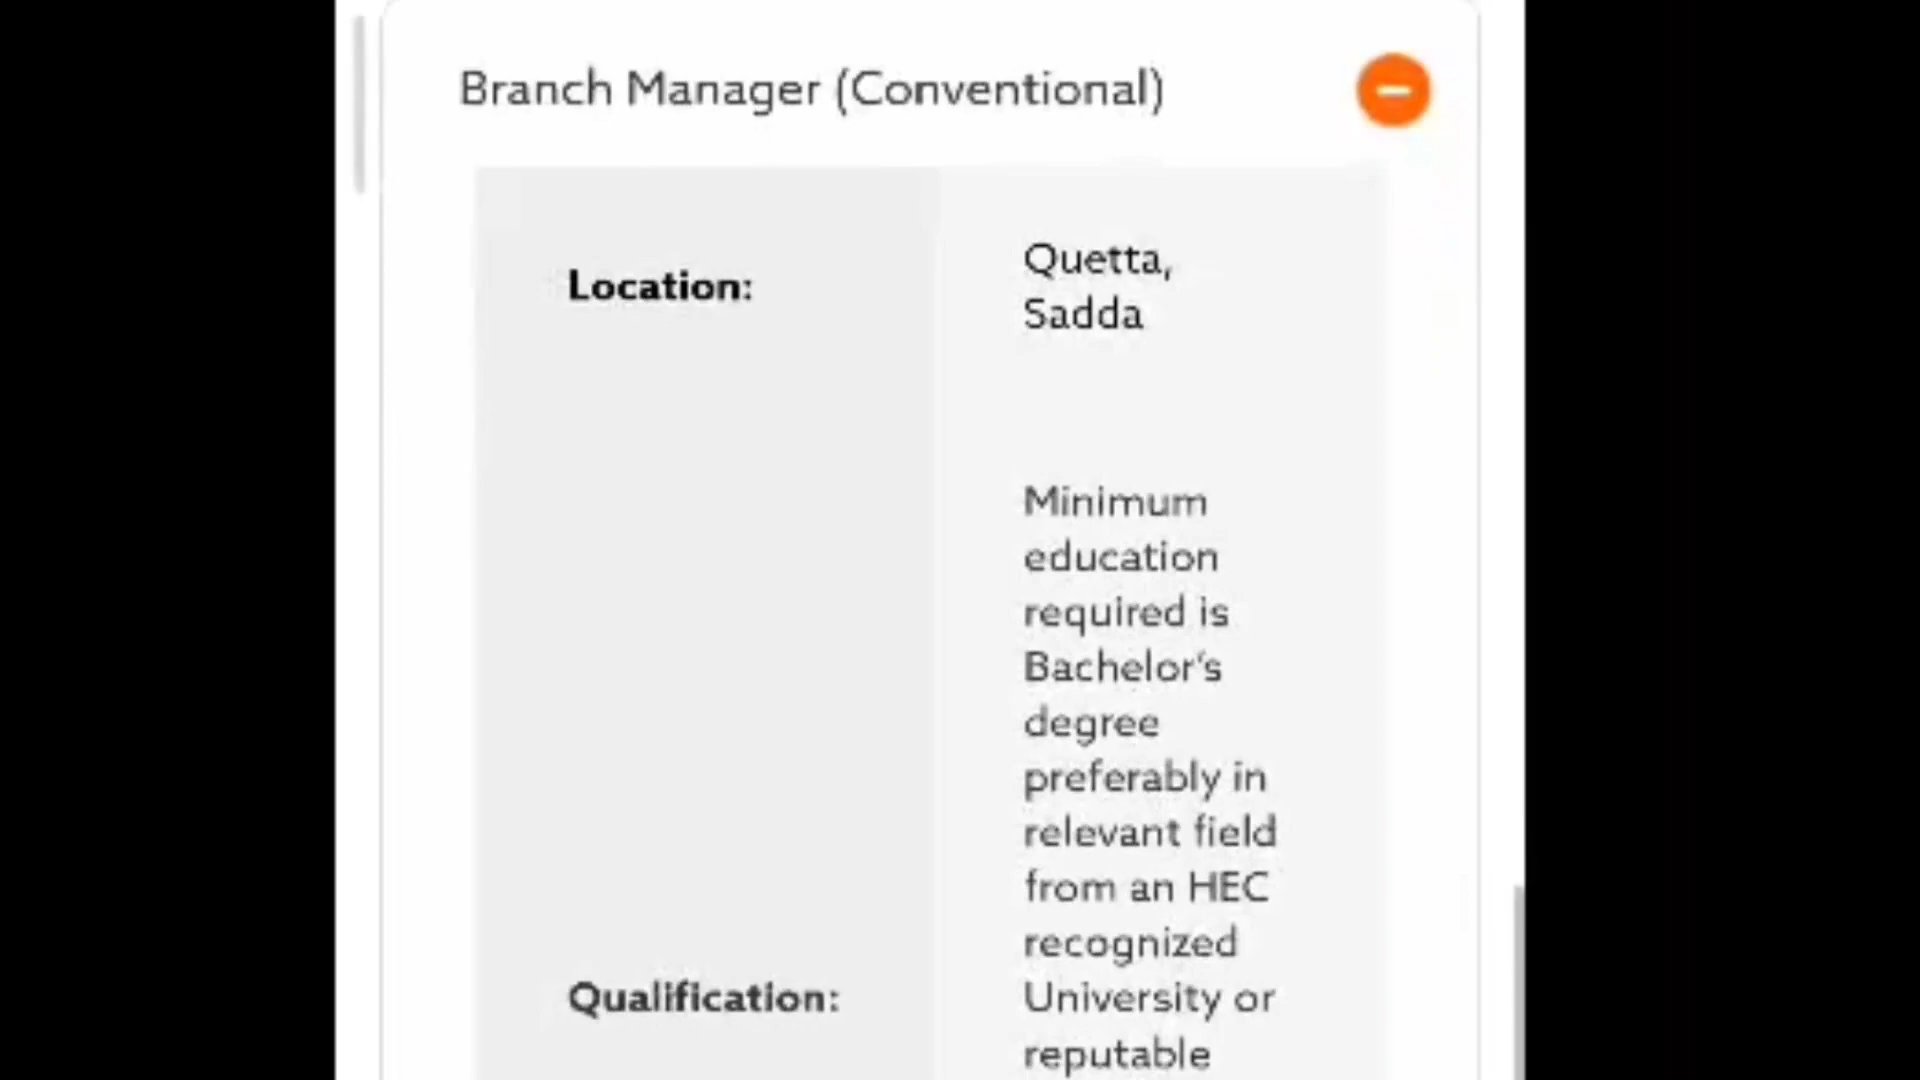 Branch Manager (Conventional)
Location:
Quetta,
Sadda
Qualification:
Minimum
education
required is
Bachelor's
degree
preferably in
relevant field
from an HEC
recognized
University or
reputable